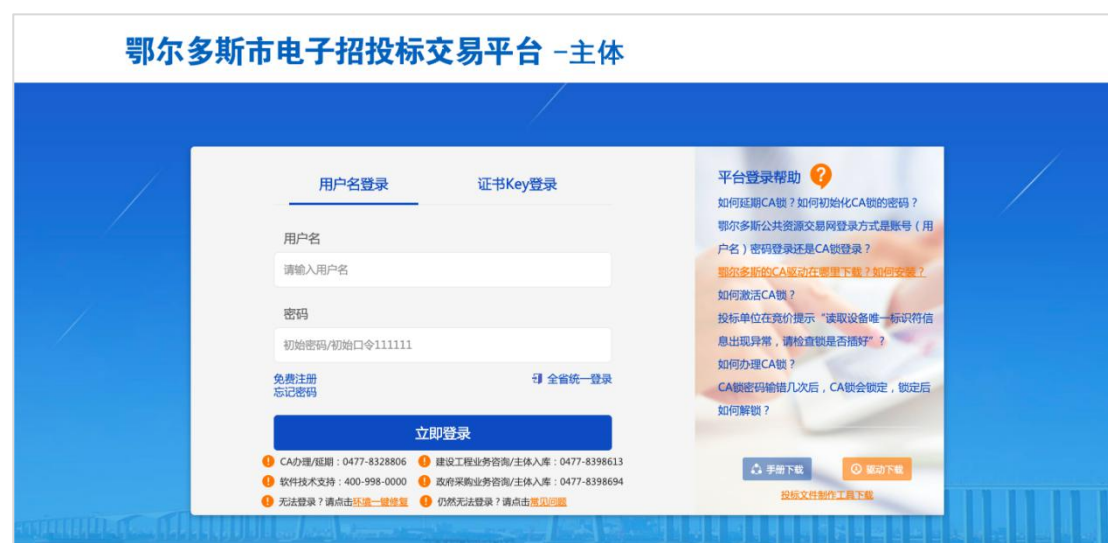 鄂尔多斯市电子招投标交易平台 -主体
用户名登录 证书Key登录
用户名
请输入用户名
密码
初始密码/初始口令111111
免费注册 全省统一登录
忘记密码
立即登录
CA办理/延期：0477-8328806 建设工程业务咨询/主体入库：0477-8398613
软件技术支持：400-998-0000 政府采购业务咨询/主体入库：0477-8398694
无法登录？请点击环境一键修复 仍然无法登录？请点击常见问题
平台登录帮助
如何延期CA锁？如何初始化CA锁的密码？
鄂尔多斯公共资源交易网登录方式是账号（用
户名）密码登录还是CA锁登录？
鄂尔多斯的CA驱动在哪里下载？如何安装？
如何激活CA锁？
投标单位在竞价提示“读取设备唯一标识符信
息出现异常，请检查锁是否插好”？
如何办理CA锁？
CA锁密码输错几次后，CA锁会锁定，锁定后
如何解锁？
手册下载 驱动下载
投标文件制作工具下载